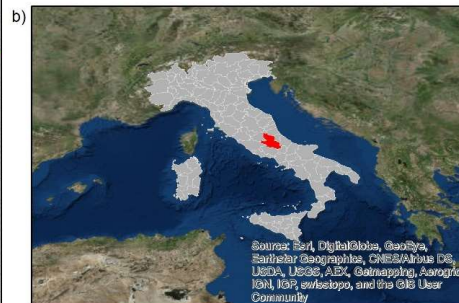 b)
Source: Esri, DigitalGlobe, GeoEye,
Earthstar Geographics, CNES/Airbus DS,
USDA, USGS, AEX, Getmapping, Aerogrid,
IGN, IGP, swisstopo, and the GIS User
Community